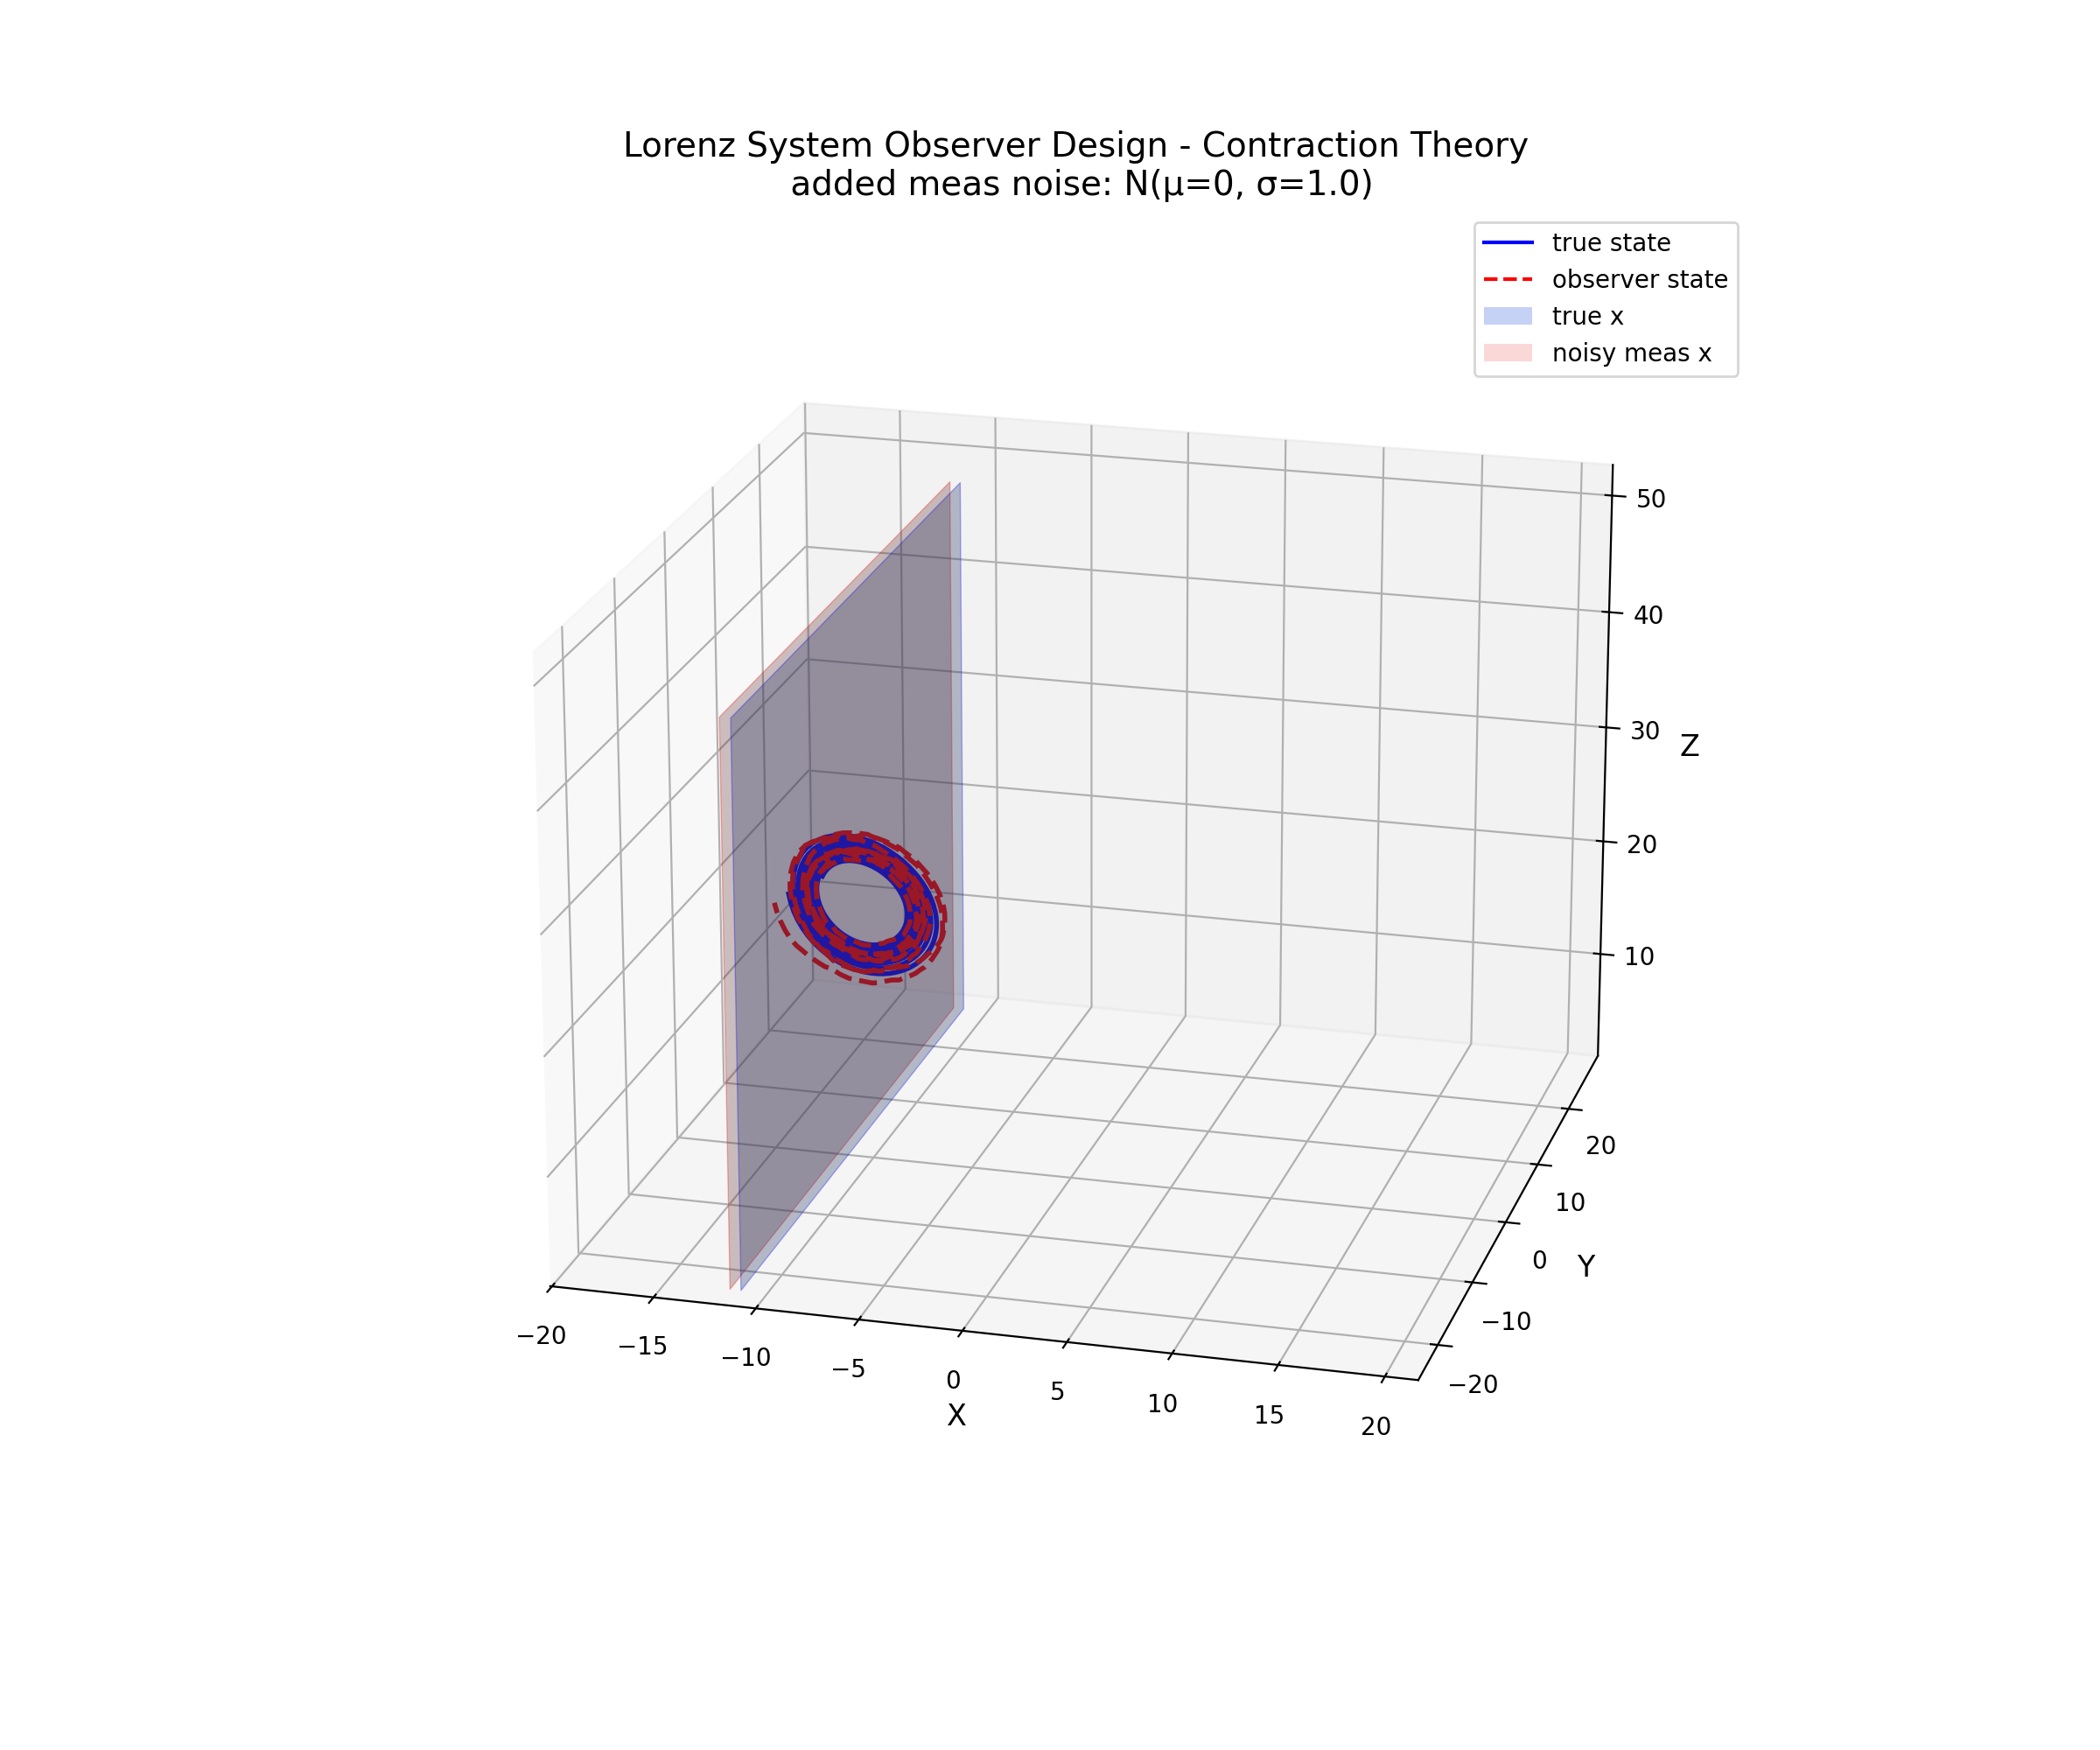 Lorenz System Observer Design - Contraction Theory
added meas noise: N(μ=0, σ=1.0)
true state
observer state
true x
noisy meas x
50
40
30
20
10
Z
20
10
0
−10
−20
Y
−20
−15
−10
−5
0
5
10
15
20
X